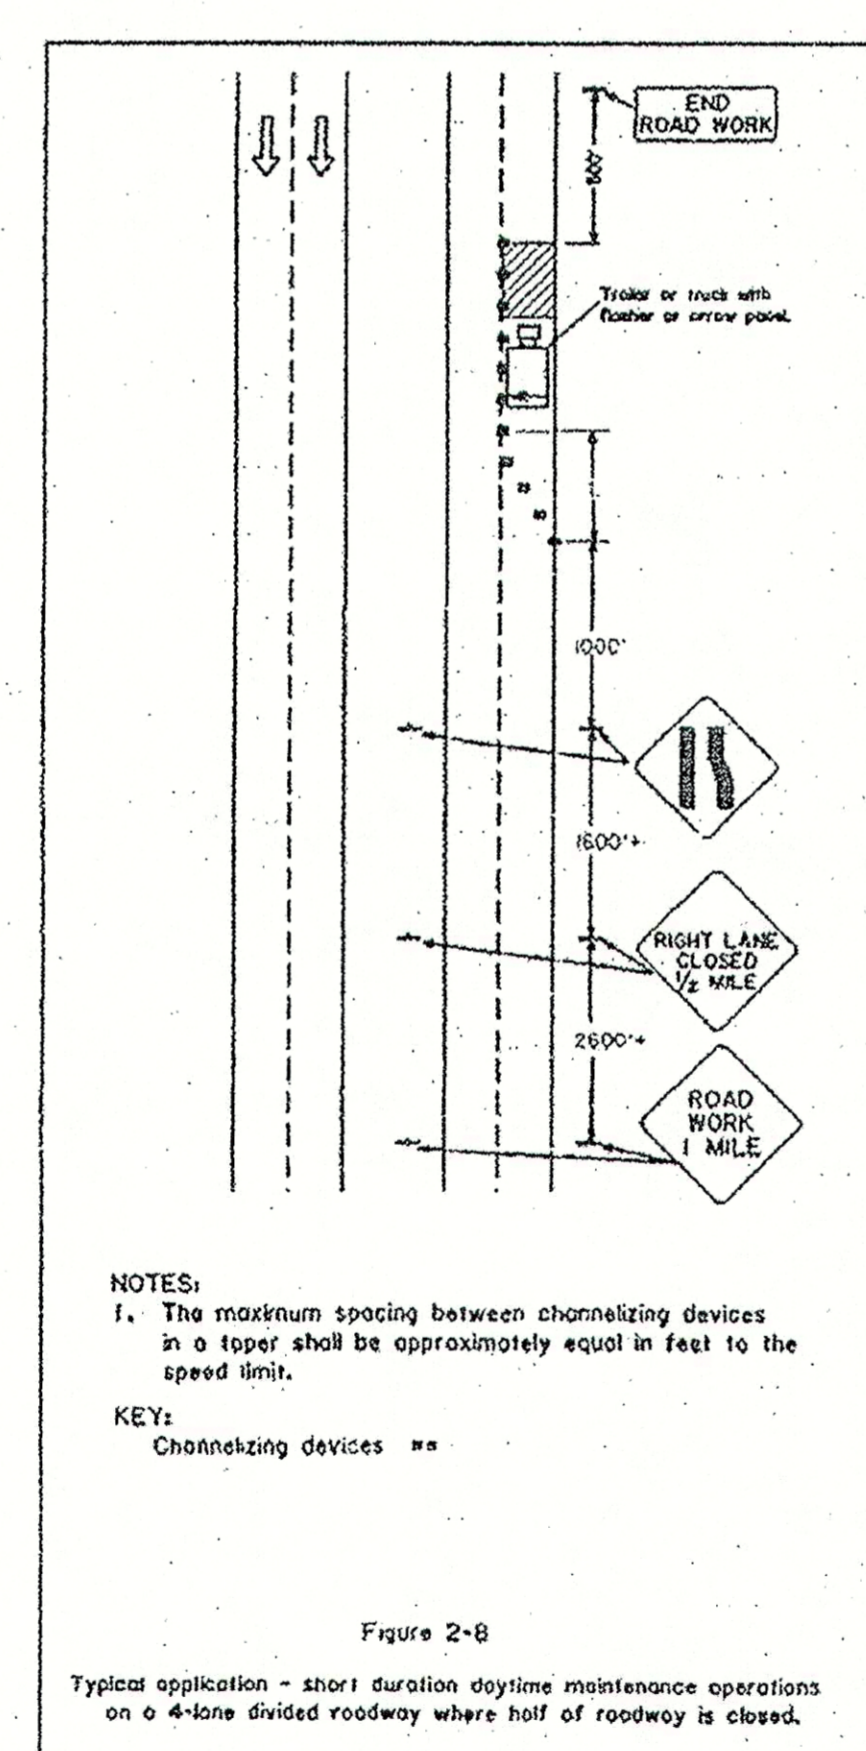 END
ROAD WORK
Trailer or truck with
flasher or arrow panel.
1000'
1600'+
RIGHT LANE
CLOSED
1/2 MILE
2600'+
ROAD
WORK
1 MILE
NOTES:
1. The maximum spacing between channelizing devices
in a taper shall be approximately equal in feet to the
speed limit.
KEY:
Channelizing devices
Figure 2-8
Typical application - short duration daytime maintenance operations
on a 4-lane divided roadway where half of roadway is closed.